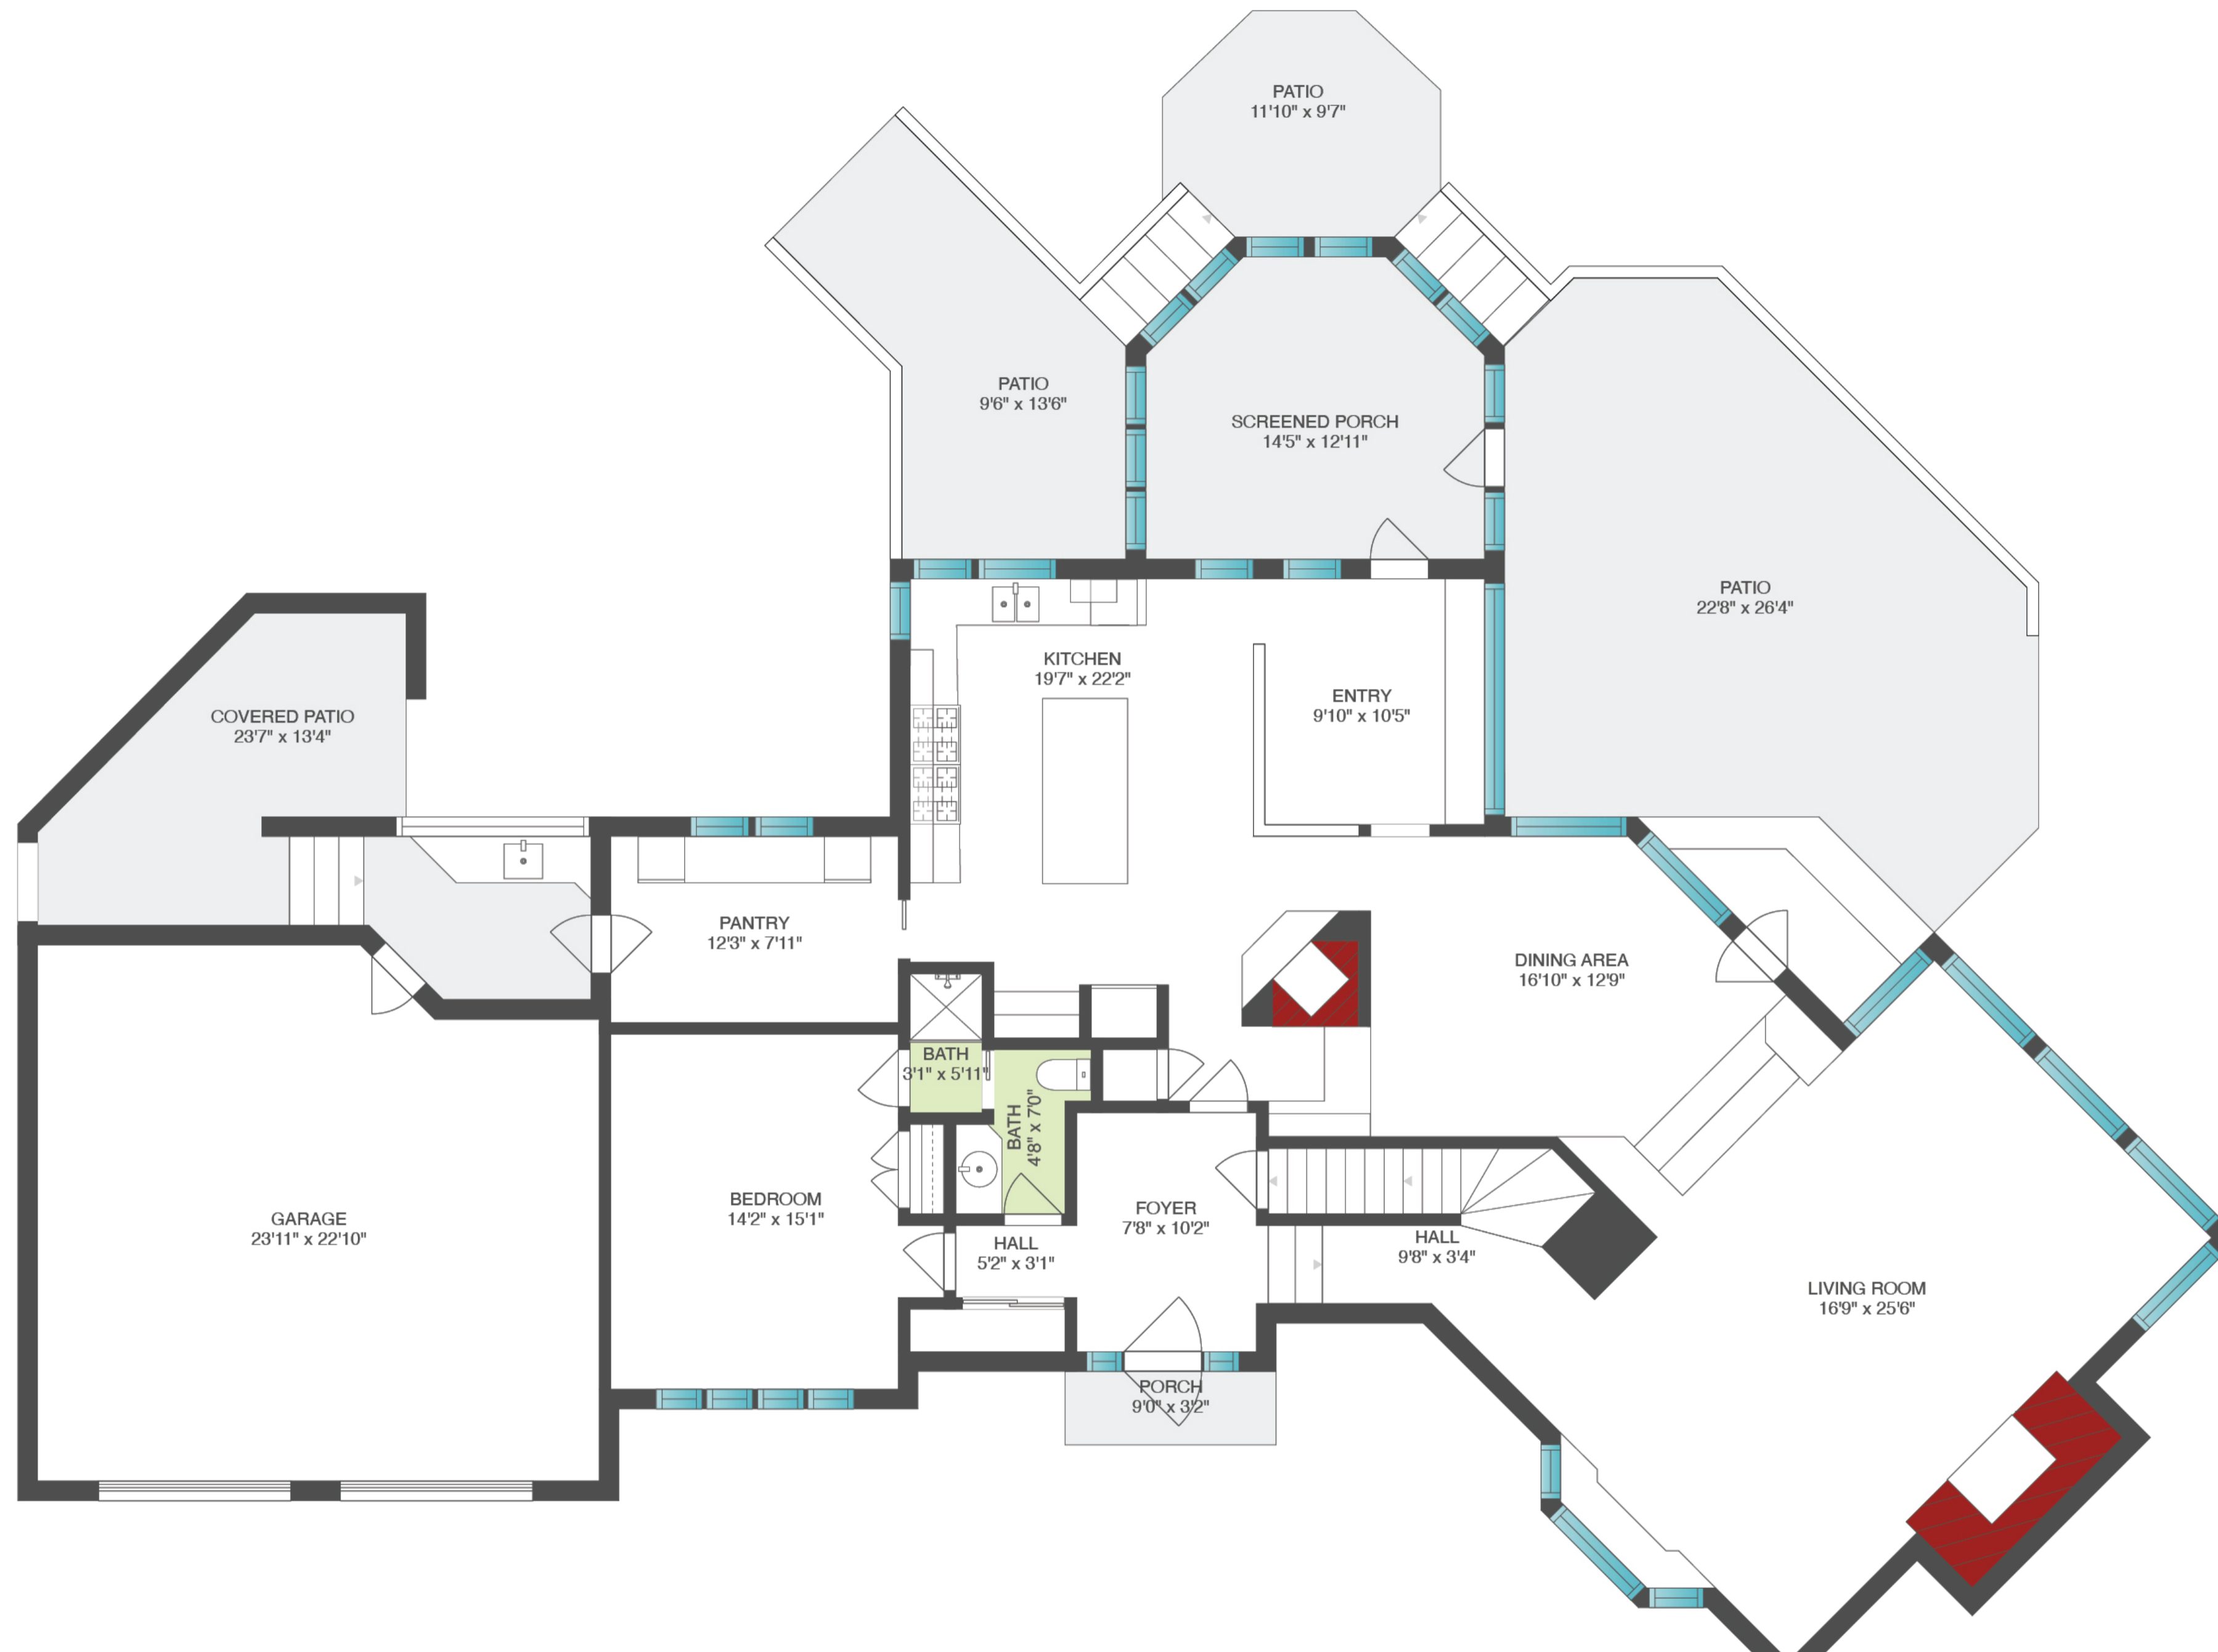 PATIO
11'10" x 9'7"
PATIO
9'6" x 13'6"
SCREENED PORCH
14'5" x 12'11"
PATIO
22'8" x 26'4"
KITCHEN
19'7" x 22'2"
ENTRY
9'10" x 10'5"
COVERED PATIO
23'7" x 13'4"
PANTRY
12'3" x 7'11"
DINING AREA
16'10" x 12'9"
BATH
3'1" x 5'11"
BATH
4'8" x 7'0"
BEDROOM
14'2" x 15'1"
FOYER
7'8" x 10'2"
GARAGE
23'11" x 22'10"
HALL
5'2" x 3'1"
HALL
9'8" x 3'4"
LIVING ROOM
16'9" x 25'6"
PORCH
9'0" x 3'2"